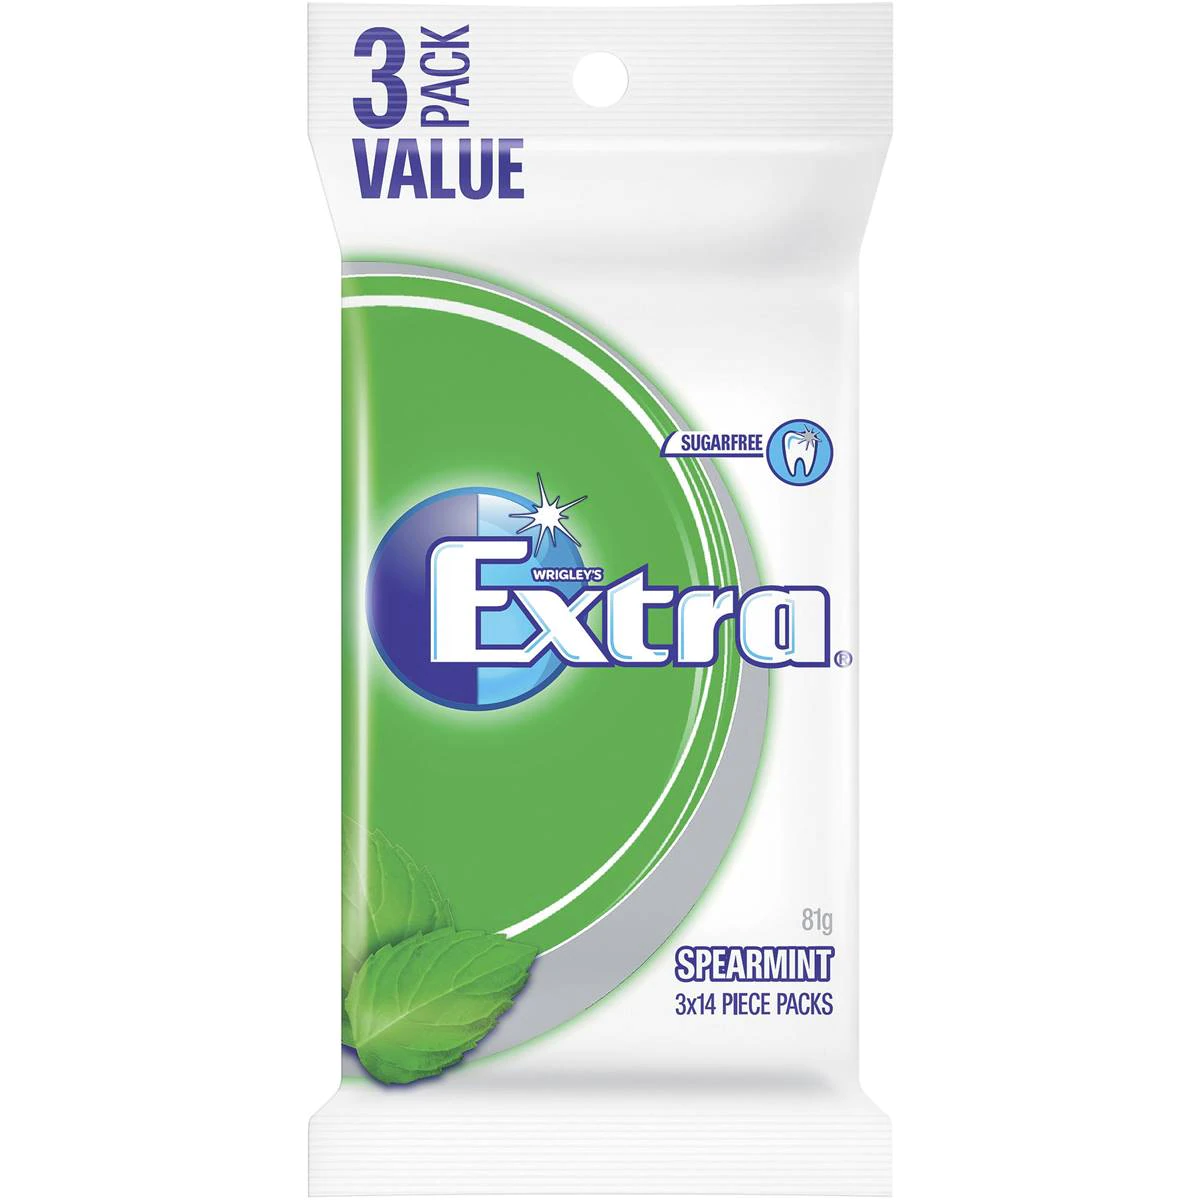 3 PACK
VALUE
SUGARFREE
WRIGLEY'S
Extra®
81g
SPEARMINT
3x14 PIECE PACKS